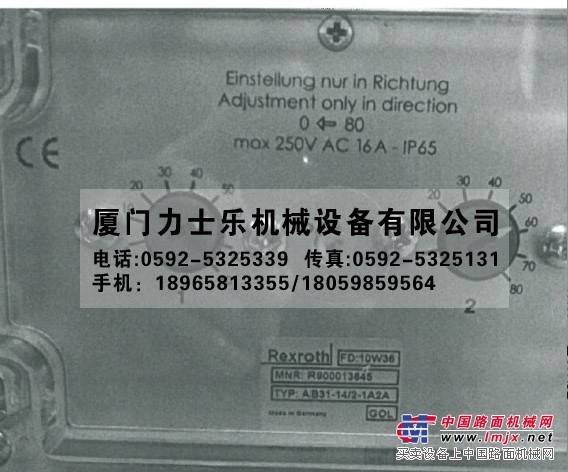 Einstellung nur in Richtung
Adjustment only in direction
0 ⇐ 80
max 250V AC 16A - IP65
CE
20 30 40
20 30 40 50 60 70 80
厦门力士乐机械设备有限公司
电话:0592-5325339 传真:0592-5325131
手机：18965813355/18059859564
1
2
Rexroth FD:10W36
MNR: R900013645
TYP: AB31-14/2-1A2A
Made in Germany GOL
中国路面机械网
www.lmjx.net
买卖设备上中国路面机械网